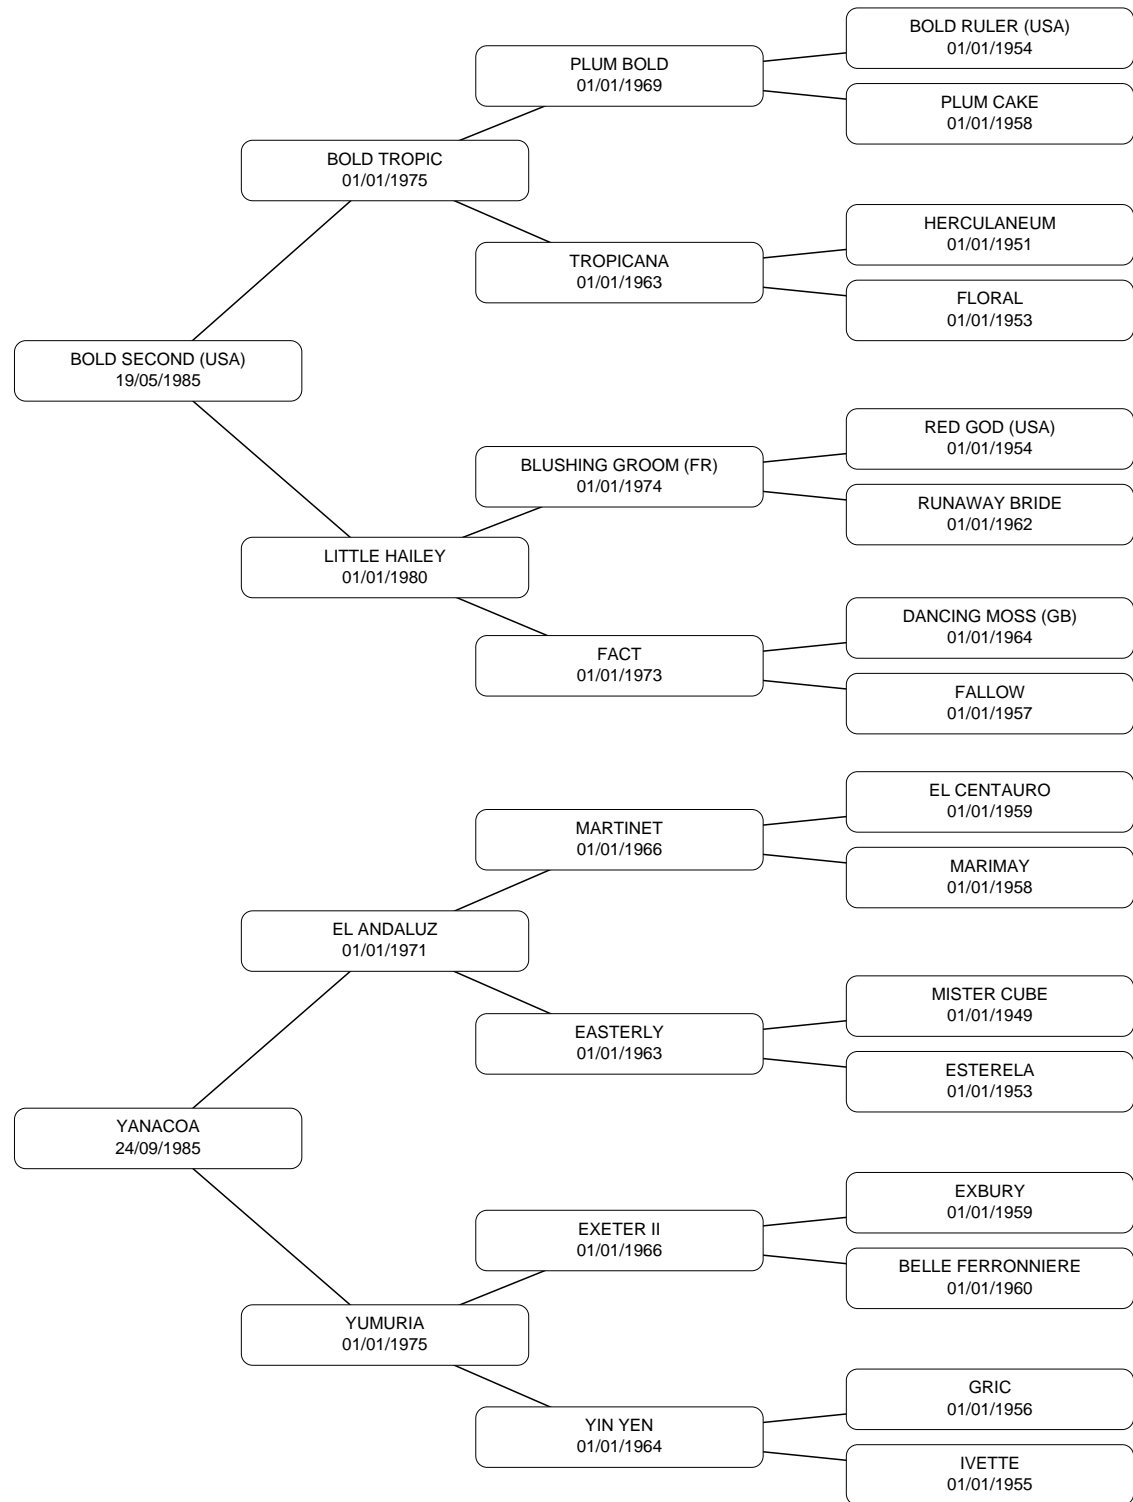 BOLD RULER (USA)
01/01/1954
PLUM BOLD
01/01/1969
PLUM CAKE
01/01/1958
BOLD TROPIC
01/01/1975
HERCULANEUM
01/01/1951
TROPICANA
01/01/1963
FLORAL
01/01/1953
BOLD SECOND (USA)
19/05/1985
RED GOD (USA)
01/01/1954
BLUSHING GROOM (FR)
01/01/1974
RUNAWAY BRIDE
01/01/1962
LITTLE HAILEY
01/01/1980
DANCING MOSS (GB)
01/01/1964
FACT
01/01/1973
FALLOW
01/01/1957
EL CENTAURO
01/01/1959
MARTINET
01/01/1966
MARIMAY
01/01/1958
EL ANDALUZ
01/01/1971
MISTER CUBE
01/01/1949
EASTERLY
01/01/1963
ESTERELA
01/01/1953
YANACOA
24/09/1985
EXBURY
01/01/1959
EXETER II
01/01/1966
BELLE FERRONNIERE
01/01/1960
YUMURIA
01/01/1975
GRIC
01/01/1956
YIN YEN
01/01/1964
IVETTE
01/01/1955